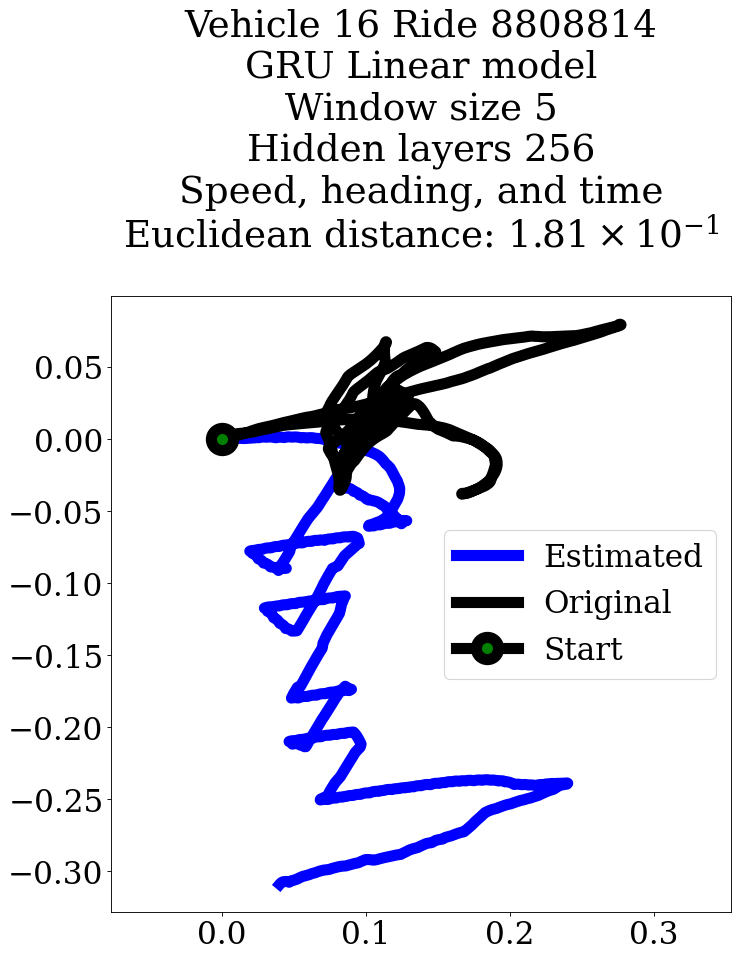 Vehicle 16 Ride 8808814
GRU Linear model
Window size 5
Hidden layers 256
Speed, heading, and time
Euclidean distance: 1.81 × 10⁻¹
0.05
0.00
−0.05
−0.10
−0.15
−0.20
−0.25
−0.30
Estimated
Original
Start
0.0 0.1 0.2 0.3